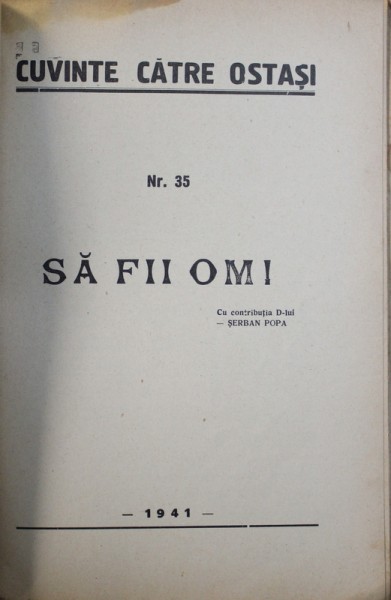 CUVINTE CĂTRE OSTAȘI
Nr. 35
SĂ FII OM!
Cu contribuția D-lui
— ȘERBAN POPA
— 1941 —